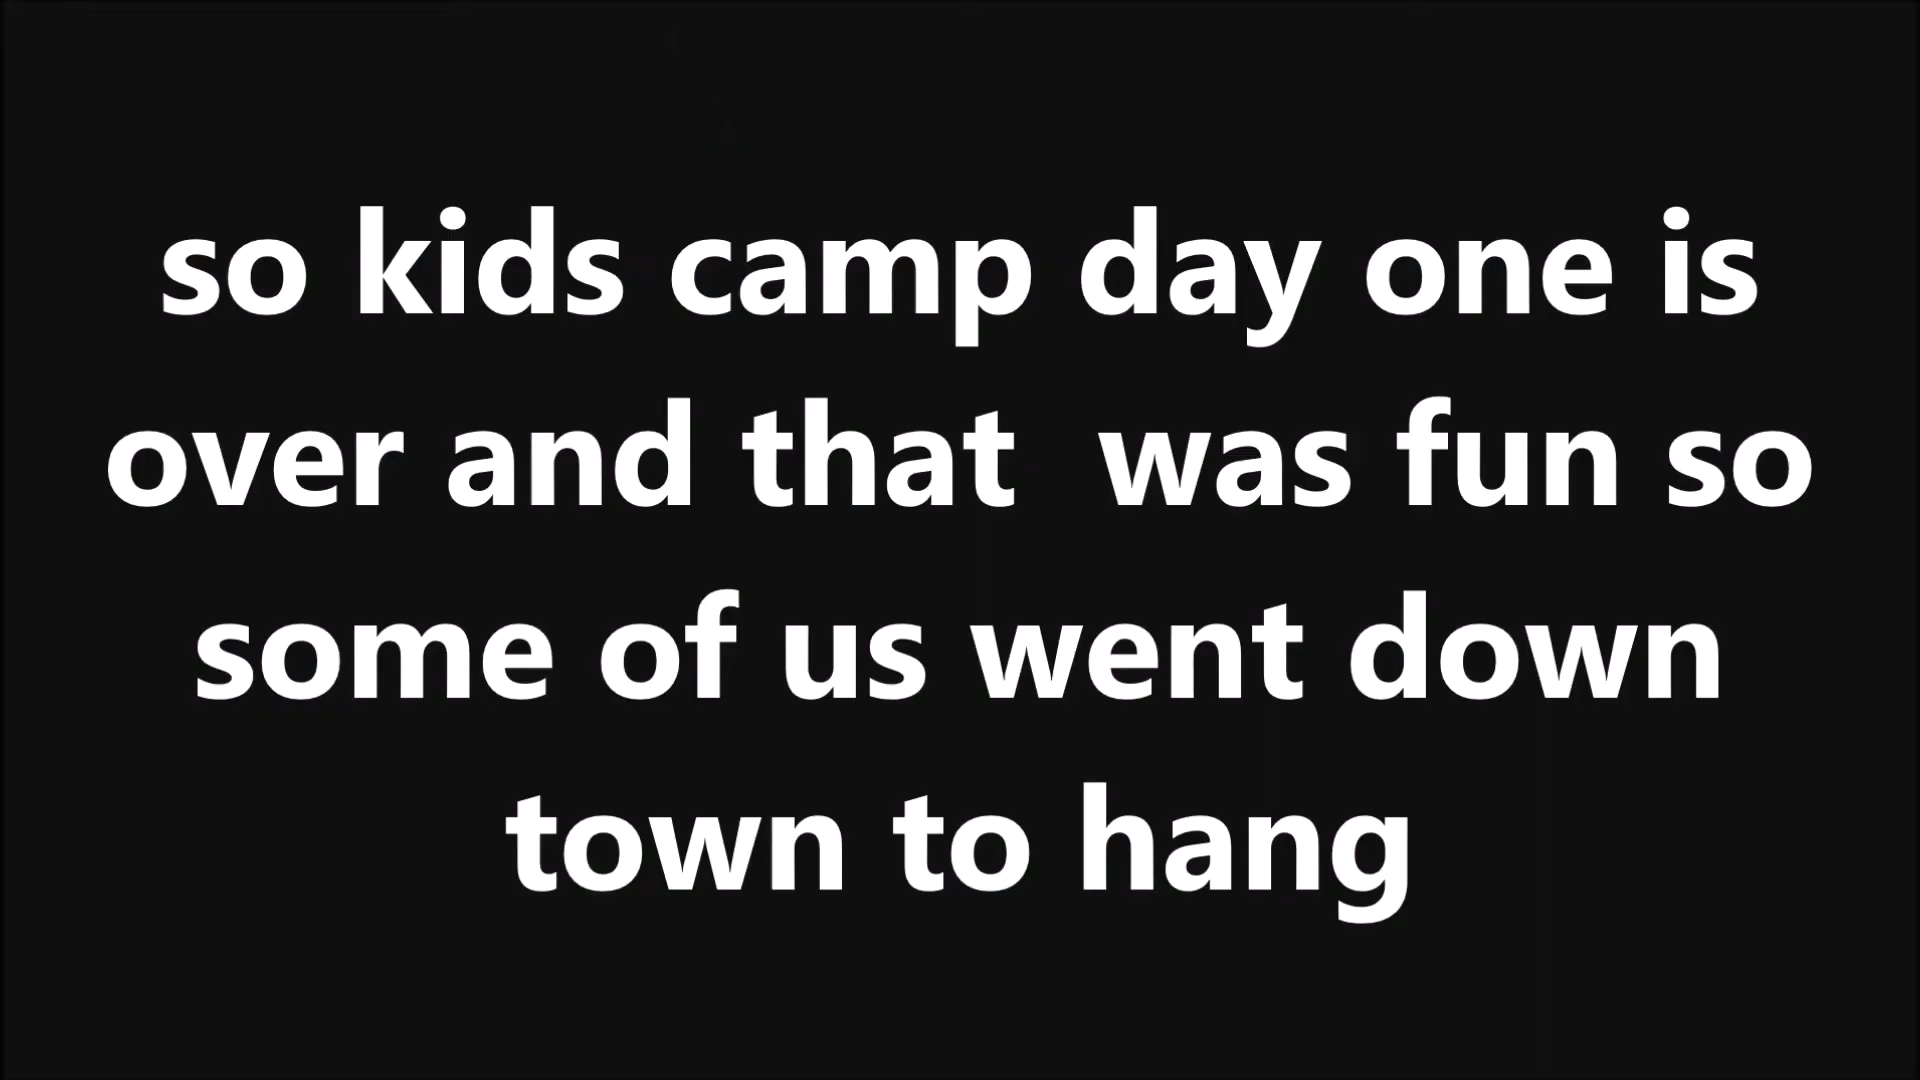 so kids camp day one is
over and that  was fun so
some of us went down
town to hang